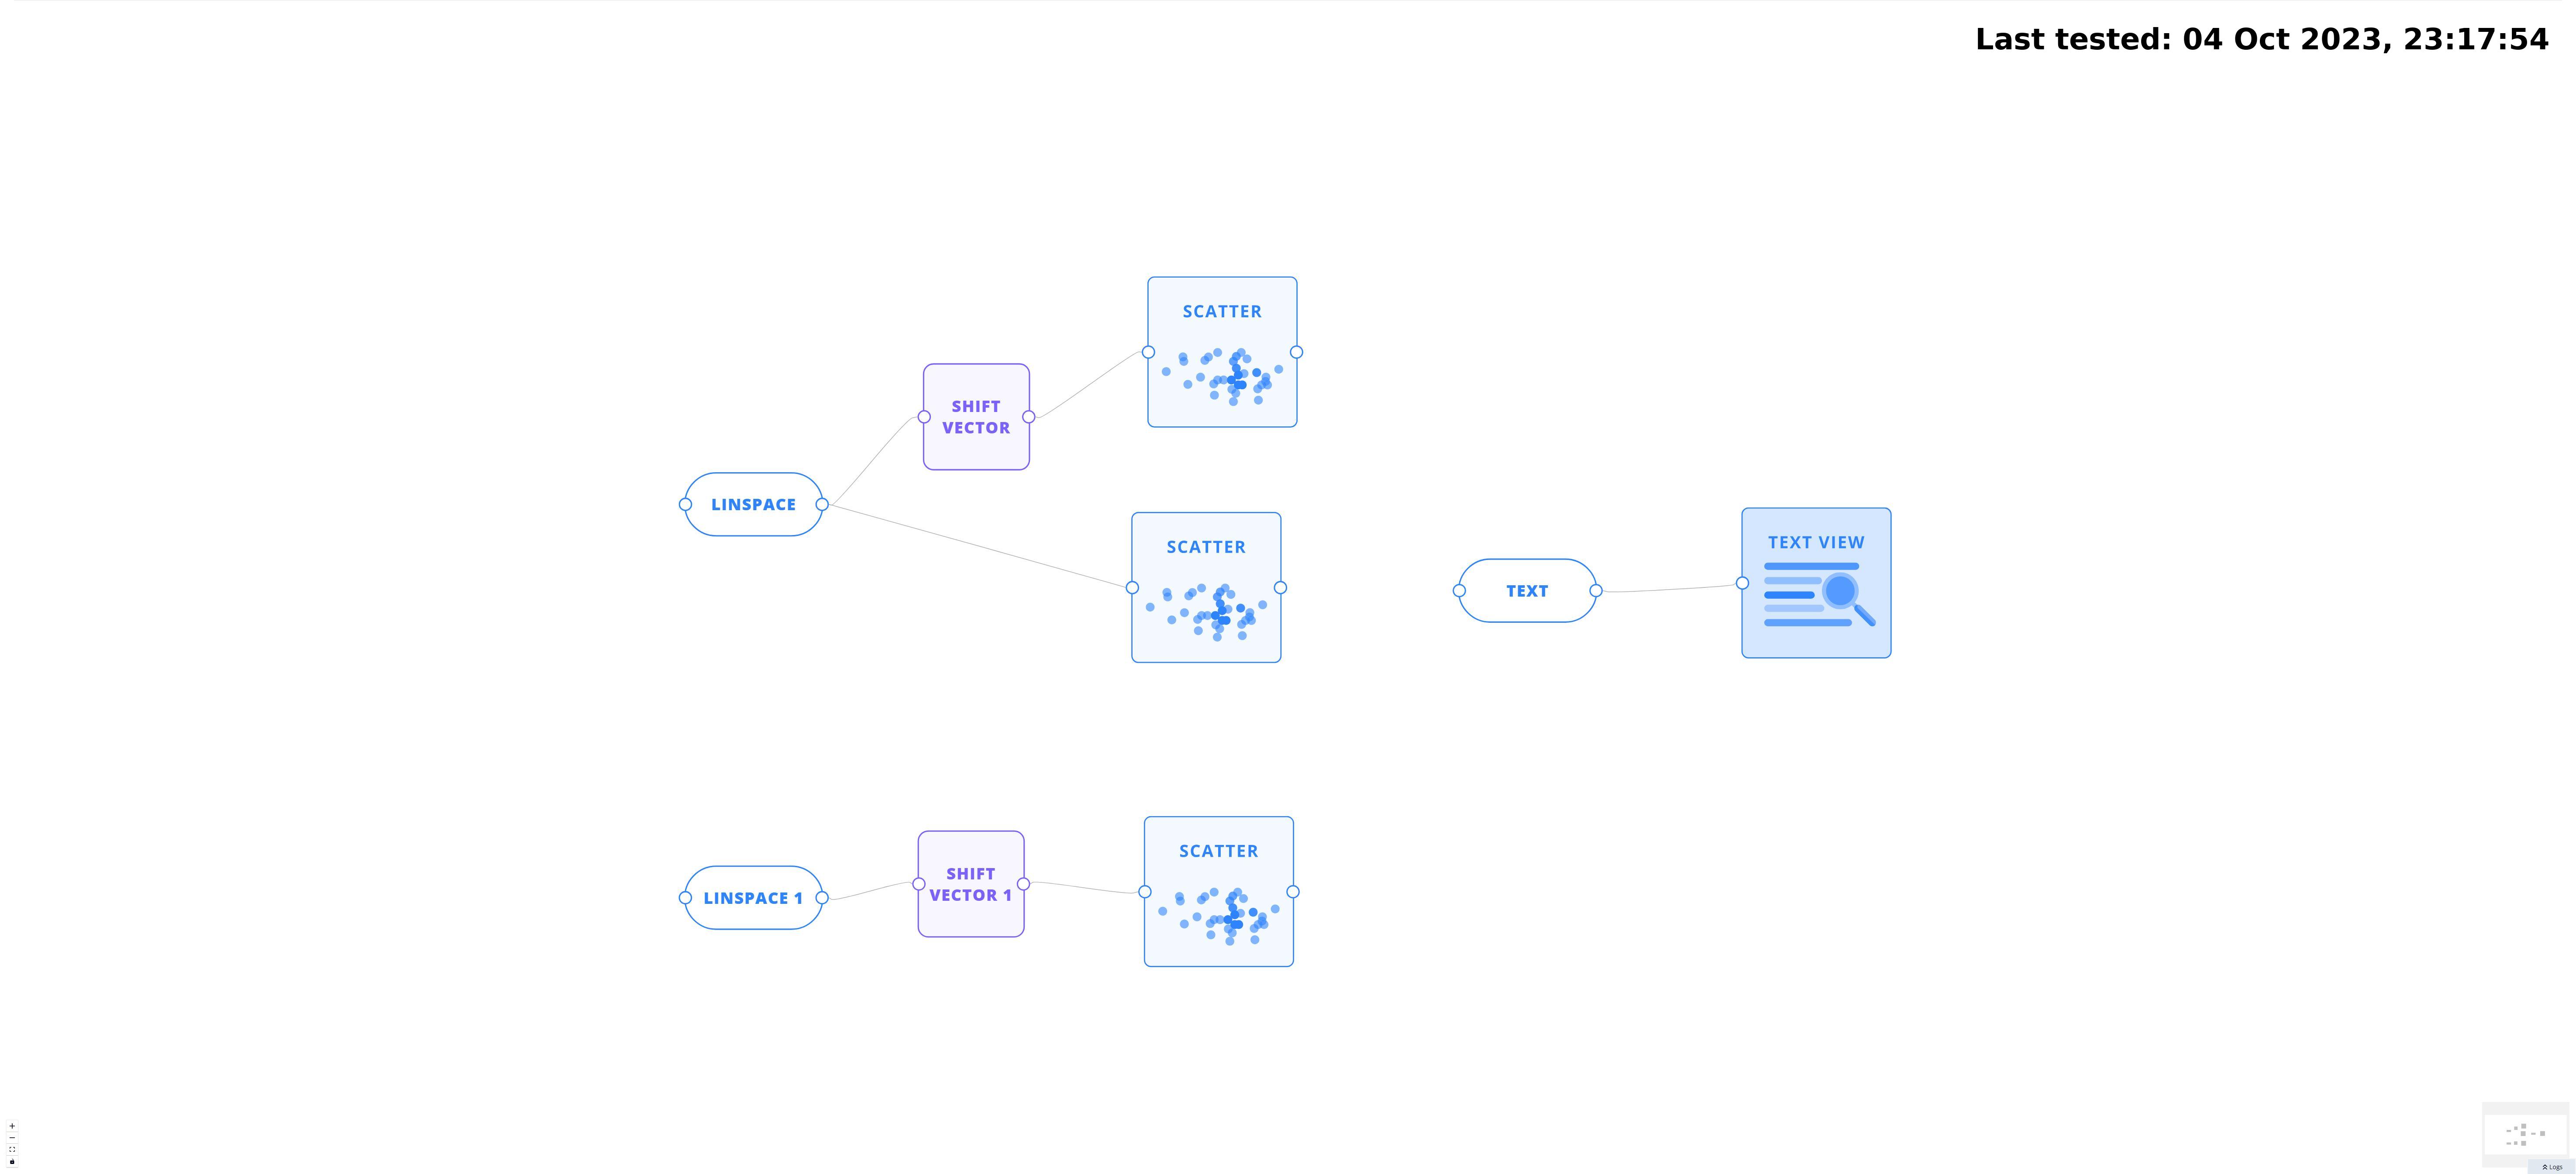 Last tested: 04 Oct 2023, 23:17:54
SCATTER
SHIFT
VECTOR
LINSPACE
SCATTER
TEXT
TEXT VIEW
LINSPACE 1
SHIFT
VECTOR 1
SCATTER
Logs